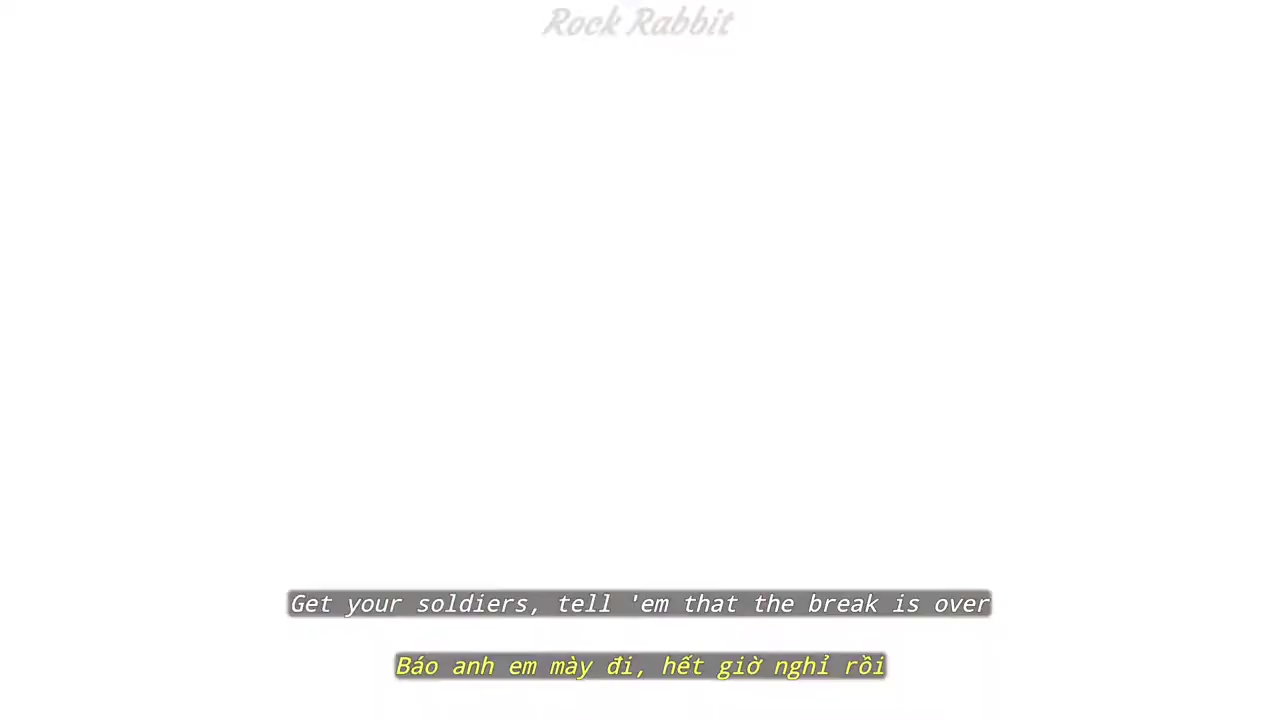 Rock Rabbit
Get your soldiers, tell 'em that the break is over
Báo anh em mày đi, hết giờ nghỉ rồi